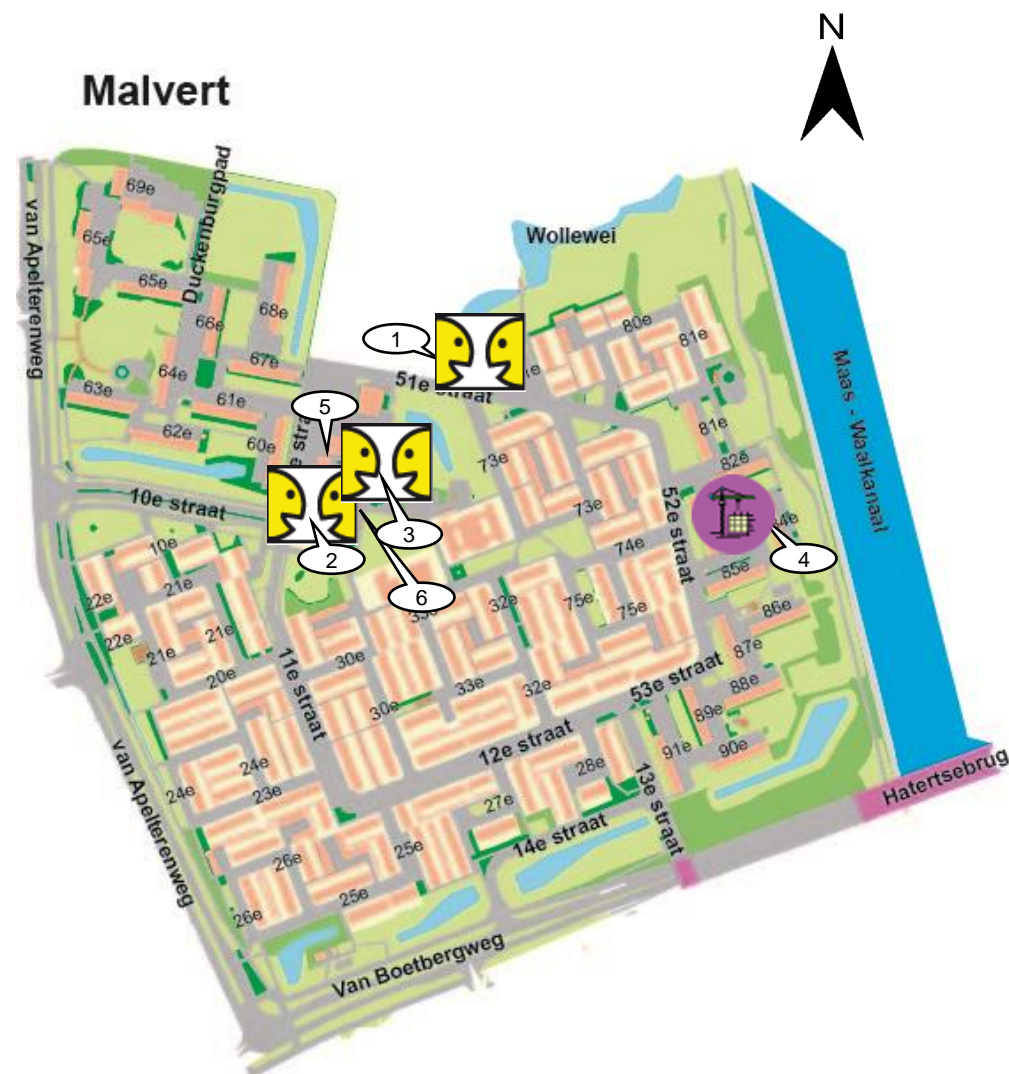 N
Malvert
69e
Duckenburgpad
van Apelterenweg
65e
Wollewei
65e
68e
66e
80e
81e
1
67e
51e straat
64e
63e
61e
5
62e
60e
81e
73e
82e
Maas - Waalkanaal
10e straat
3
2
73e
52e straat
4
10e
74e
85e
21e
22e
6
32e
75e
75e
86e
22e
21e
21e
30e
87e
20e
11e straat
33e
32e
53e straat
88e
30e
89e
12e straat
91e
90e
24e
28e
24e
23e
13e straat
Hatertsebrug
27e
van Apelterenweg
14e straat
25e
26e
25e
26e
Van Boetbergweg